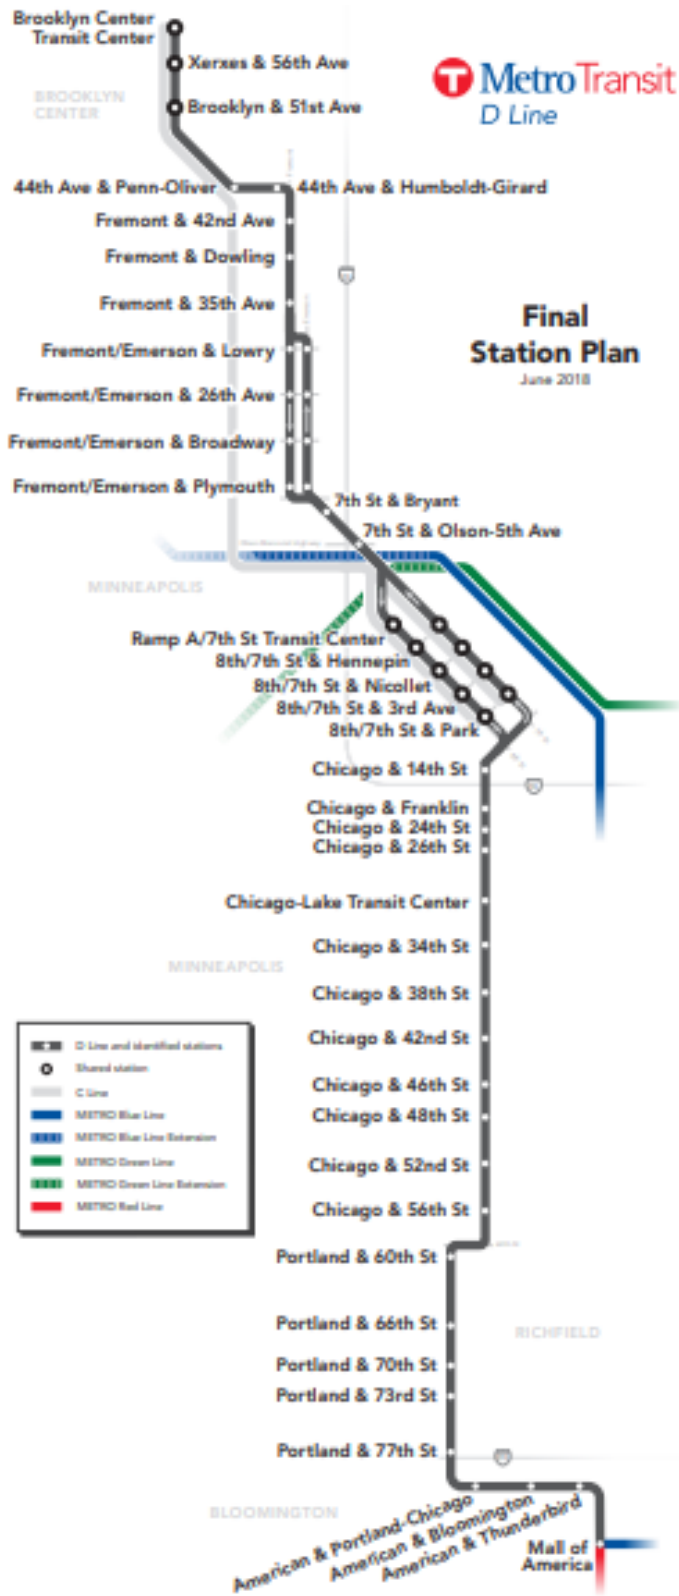 Brooklyn Center
Transit Center
Xerxes & 56th Ave
Brooklyn & 51st Ave
T MetroTransit
D Line
BROOKLYN
CENTER
44th Ave & Penn-Oliver
44th Ave & Humboldt-Girard
Fremont & 42nd Ave
Fremont & Dowling
Fremont & 35th Ave
Final
Station Plan
June 2018
Fremont/Emerson & Lowry
Fremont/Emerson & 26th Ave
Fremont/Emerson & Broadway
Fremont/Emerson & Plymouth
7th St & Bryant
7th St & Olson-5th Ave
MINNEAPOLIS
Ramp A/7th St Transit Center
8th/7th St & Hennepin
8th/7th St & Nicollet
8th/7th St & 3rd Ave
8th/7th St & Park
Chicago & 14th St
Chicago & Franklin
Chicago & 24th St
Chicago & 26th St
Chicago-Lake Transit Center
Chicago & 34th St
MINNEAPOLIS
Chicago & 38th St
Chicago & 42nd St
Chicago & 46th St
Chicago & 48th St
Chicago & 52nd St
Chicago & 56th St
D Line and identified stations
Shared station
C Line
METRO Blue Line
METRO Blue Line Extension
METRO Green Line
METRO Green Line Extension
METRO Red Line
Portland & 60th St
Portland & 66th St
RICHFIELD
Portland & 70th St
Portland & 73rd St
Portland & 77th St
BLOOMINGTON
American & Portland-Chicago
American & Bloomington
American & Thunderbird
Mall of
America